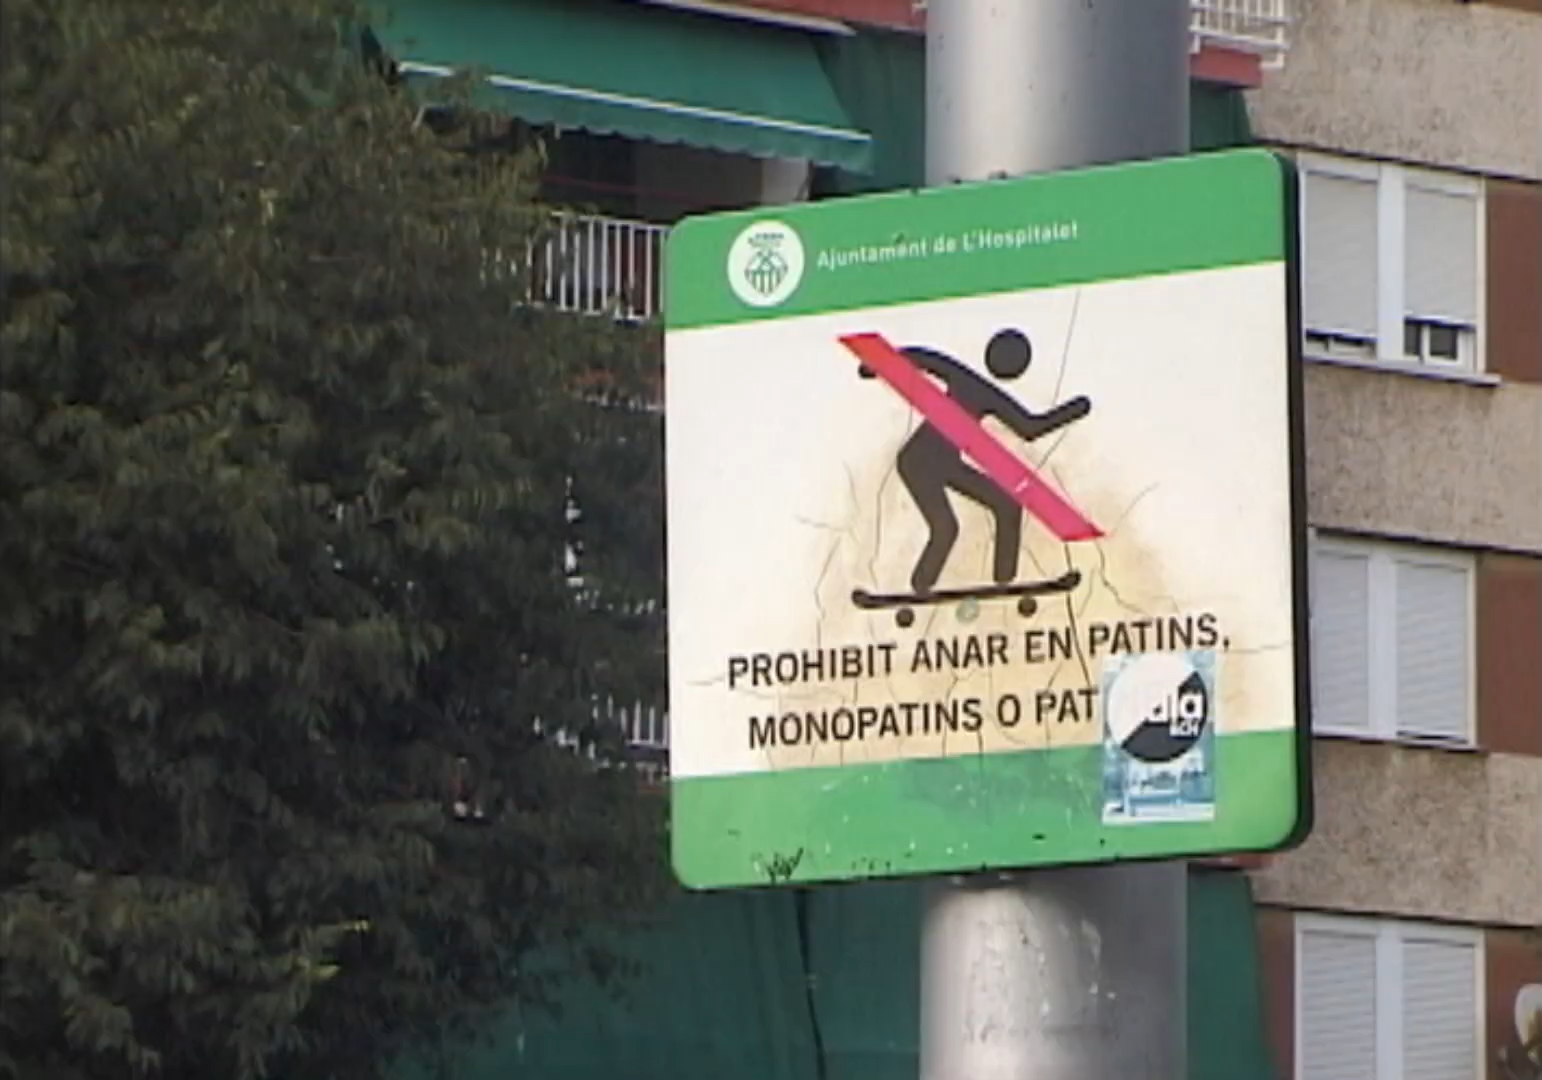 Ajuntament de L'Hospitalet
PROHIBIT ANAR EN PATINS,
MONOPATINS O PAT